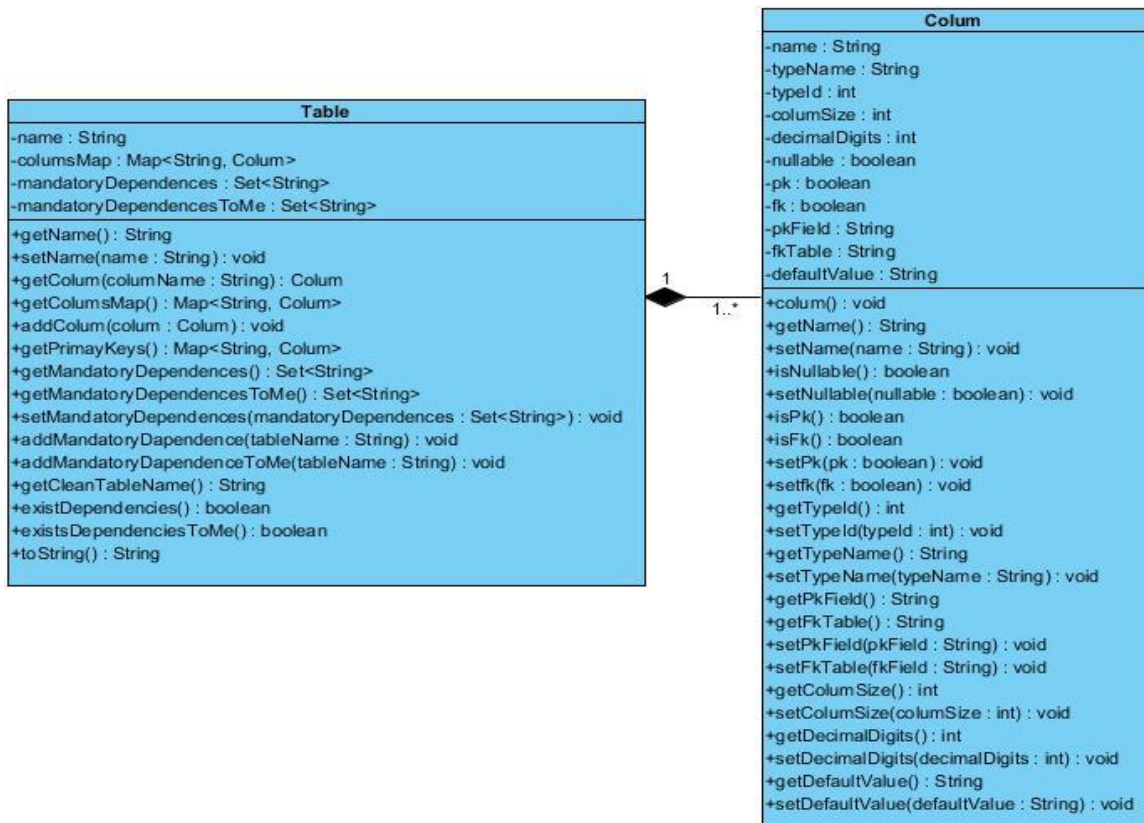 Table
-name : String
-columsMap : Map<String, Colum>
-mandatoryDependences : Set<String>
-mandatoryDependencesToMe : Set<String>
+getName() : String
+setName(name : String) : void
+getColum(columName : String) : Colum
+getColumsMap() : Map<String, Colum>
+addColum(colum : Colum) : void
+getPrimayKeys() : Map<String, Colum>
+getMandatoryDependences() : Set<String>
+getMandatoryDependencesToMe() : Set<String>
+setMandatoryDependences(mandatoryDependences : Set<String>) : void
+addMandatoryDapendence(tableName : String) : void
+addMandatoryDapendenceToMe(tableName : String) : void
+getCleanTableName() : String
+existDependencies() : boolean
+existsDependenciesToMe() : boolean
+toString() : String
1
1..*
Colum
-name : String
-typeName : String
-typeId : int
-columSize : int
-decimalDigits : int
-nullable : boolean
-pk : boolean
-fk : boolean
-pkField : String
-fkTable : String
-defaultValue : String
+colum() : void
+getName() : String
+setName(name : String) : void
+isNullable() : boolean
+setNullable(nullable : boolean) : void
+isPk() : boolean
+isFk() : boolean
+setPk(pk : boolean) : void
+setfk(fk : boolean) : void
+getTypeId() : int
+setTypeId(typeId : int) : void
+getTypeName() : String
+setTypeName(typeName : String) : void
+getPkField() : String
+getFkTable() : String
+setPkField(pkField : String) : void
+setFkTable(fkField : String) : void
+getColumSize() : int
+setColumSize(columSize : int) : void
+getDecimalDigits() : int
+setDecimalDigits(decimalDigits : int) : void
+getDefaultValue() : String
+setDefaultValue(defaultValue : String) : void